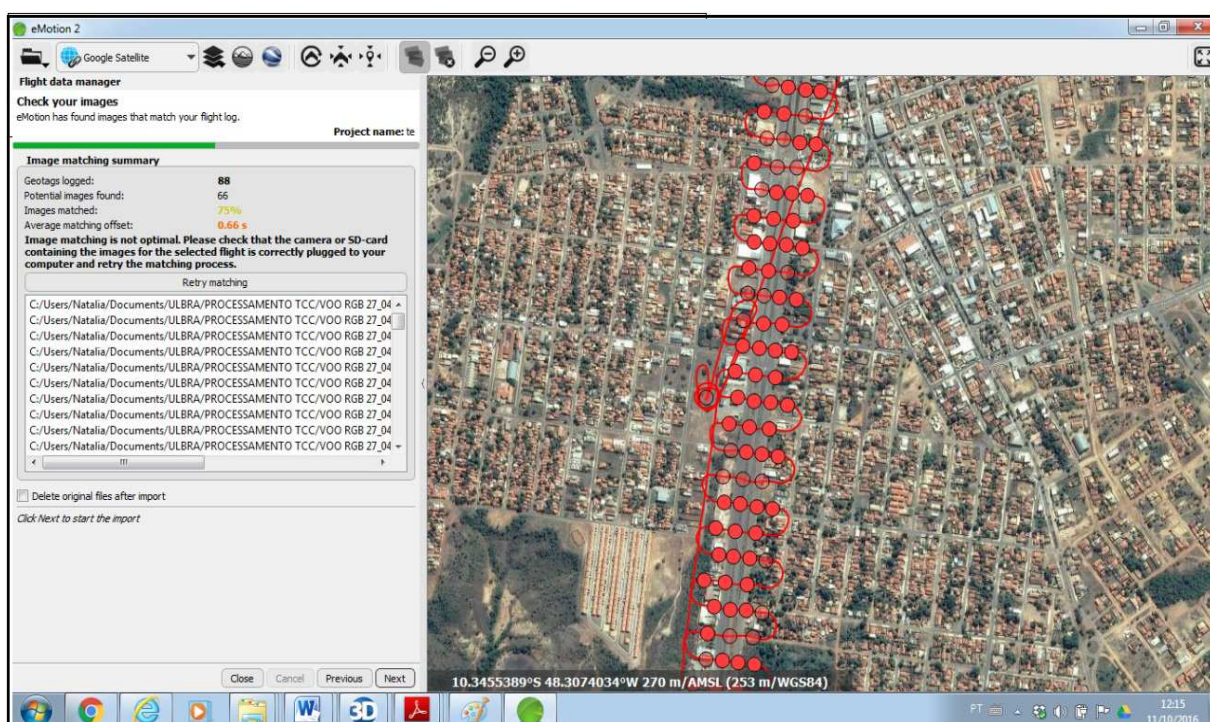 eMotion 2
Google Satellite
Flight data manager
Check your images
eMotion has found images that match your flight log.
Project name: te
Image matching summary
Geotags logged: 88
Potential images found: 66
Images matched: 75%
Average matching offset: 0.66 s
Image matching is not optimal. Please check that the camera or SD-card
containing the images for the selected flight is correctly plugged to your
computer and retry the matching process.
Retry matching
C:/Users/Natalia/Documents/ULBRA/PROCESSAMENTO TCC/VOO RGB 27_04
C:/Users/Natalia/Documents/ULBRA/PROCESSAMENTO TCC/VOO RGB 27_04
C:/Users/Natalia/Documents/ULBRA/PROCESSAMENTO TCC/VOO RGB 27_04
C:/Users/Natalia/Documents/ULBRA/PROCESSAMENTO TCC/VOO RGB 27_04
C:/Users/Natalia/Documents/ULBRA/PROCESSAMENTO TCC/VOO RGB 27_04
C:/Users/Natalia/Documents/ULBRA/PROCESSAMENTO TCC/VOO RGB 27_04
C:/Users/Natalia/Documents/ULBRA/PROCESSAMENTO TCC/VOO RGB 27_04
C:/Users/Natalia/Documents/ULBRA/PROCESSAMENTO TCC/VOO RGB 27_04
C:/Users/Natalia/Documents/ULBRA/PROCESSAMENTO TCC/VOO RGB 27_04
C:/Users/Natalia/Documents/ULBRA/PROCESSAMENTO TCC/VOO RGB 27_04
Delete original files after import
Click Next to start the import
Close Cancel Previous Next
10.3455389°S 48.3074034°W 270 m/AMSL (253 m/WGS84)
W 3D
PT
12:15
11/10/2016